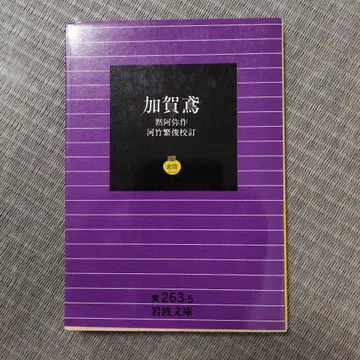 加賀鳶
黙阿弥作
河竹繁俊校訂
黄263-5
岩波文庫